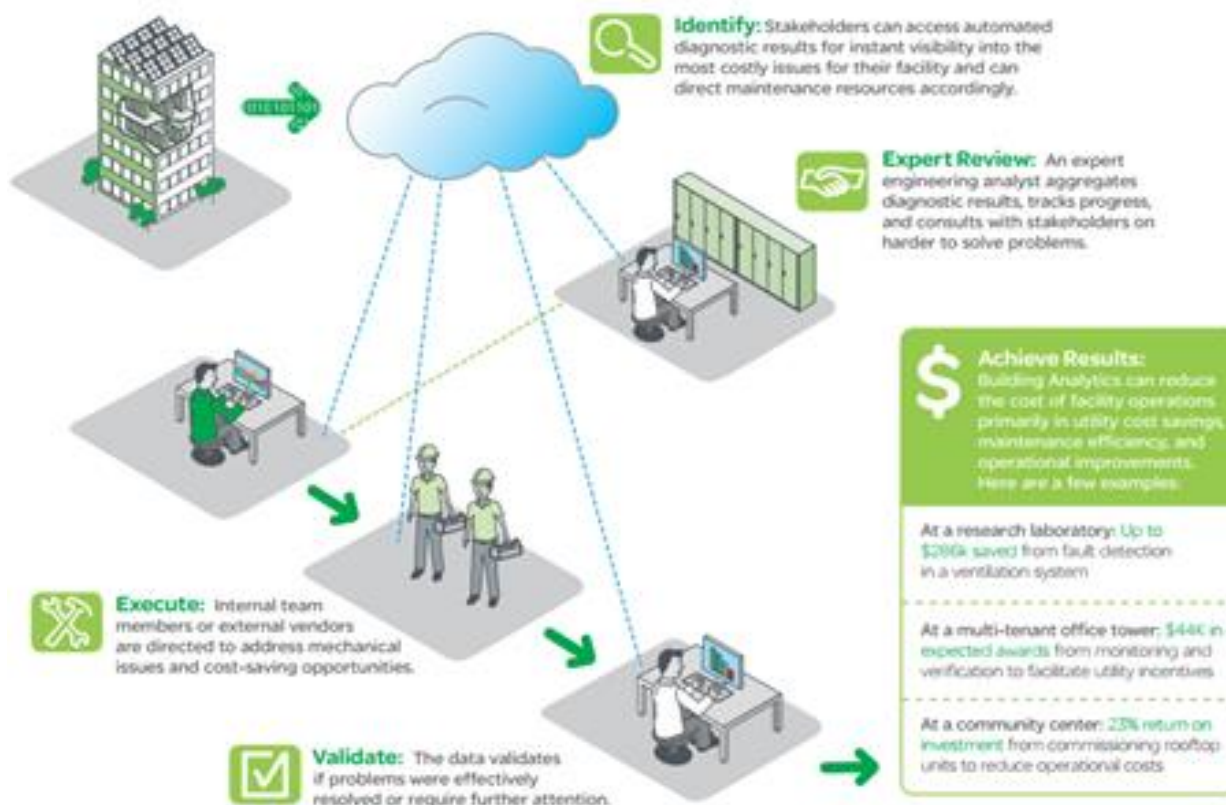 Identify: Stakeholders can access automated
diagnostic results for instant visibility into the
most costly issues for their facility and can
direct maintenance resources accordingly.
Expert Review: An expert
engineering analyst aggregates
diagnostic results, tracks progress,
and consults with stakeholders on
harder to solve problems.
Execute: Internal team
members or external vendors
are directed to address mechanical
issues and cost-saving opportunities.
Validate: The data validates
if problems were effectively
resolved or require further attention.
Achieve Results:
Building Analytics can reduce
the cost of facility operations
primarily in utility cost savings,
maintenance efficiency, and
operational improvements.
Here are a few examples:
At a research laboratory: Up to
$286k saved from fault detection
in a ventilation system
At a multi-tenant office tower: $44K in
expected awards from monitoring and
verification to facilitate utility incentives
At a community center: 23% return on
investment from commissioning rooftop
units to reduce operational costs